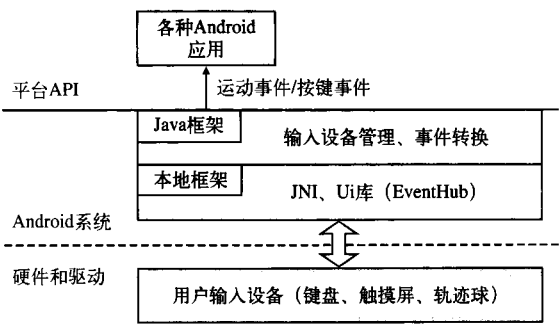 各种Android
应用
平台API
运动事件/按键事件
Java框架
输入设备管理、事件转换
本地框架
JNI、Ui库（EventHub）
Android系统
硬件和驱动
用户输入设备（键盘、触摸屏、轨迹球）